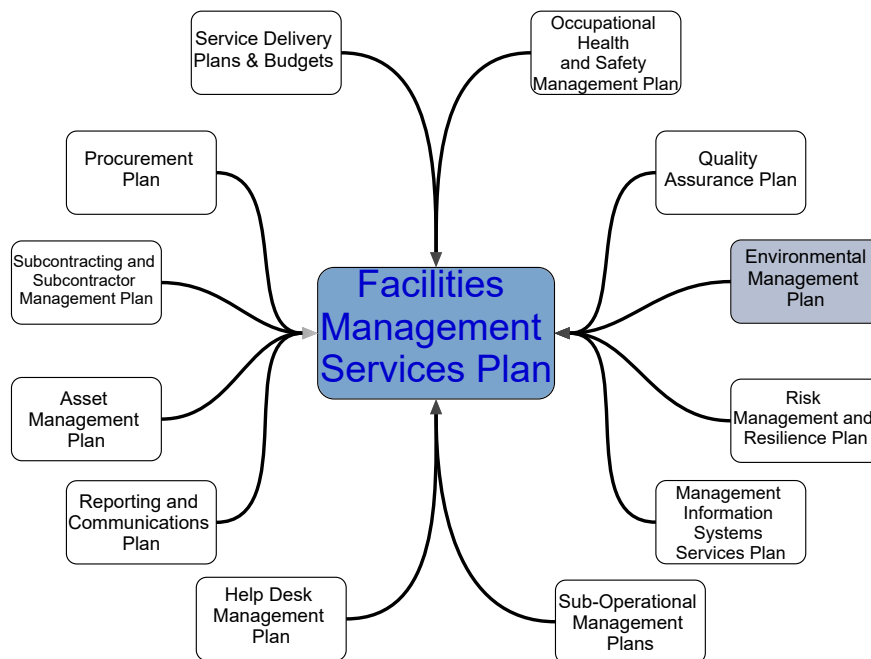 Service Delivery
Plans & Budgets
Occupational
Health
and Safety
Management Plan
Procurement
Plan
Quality
Assurance Plan
Subcontracting and
Subcontractor
Management Plan
Environmental
Management
Plan
Facilities
Management
Services Plan
Asset
Management
Plan
Risk
Management and
Resilience Plan
Reporting and
Communications
Plan
Management
Information
Systems
Services Plan
Help Desk
Management
Plan
Sub-Operational
Management
Plans